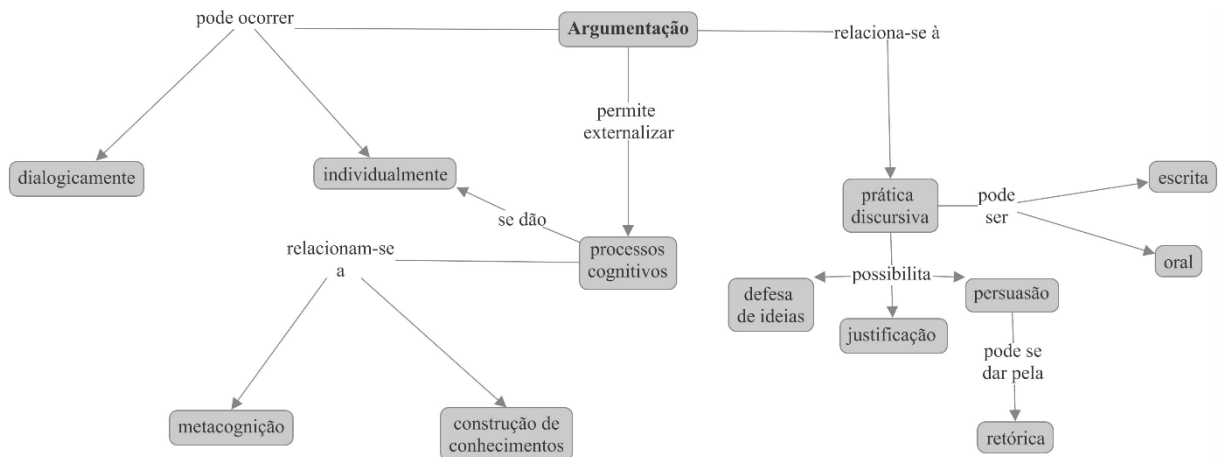 pode ocorrer
Argumentação
relaciona-se à
permite
externalizar
dialogicamente
individualmente
escrita
prática
discursiva
pode
ser
se dão
relacionam-se
a
processos
cognitivos
oral
possibilita
defesa
de ideias
persuasão
justificação
pode se
dar pela
metacognição
construção de
conhecimentos
retórica